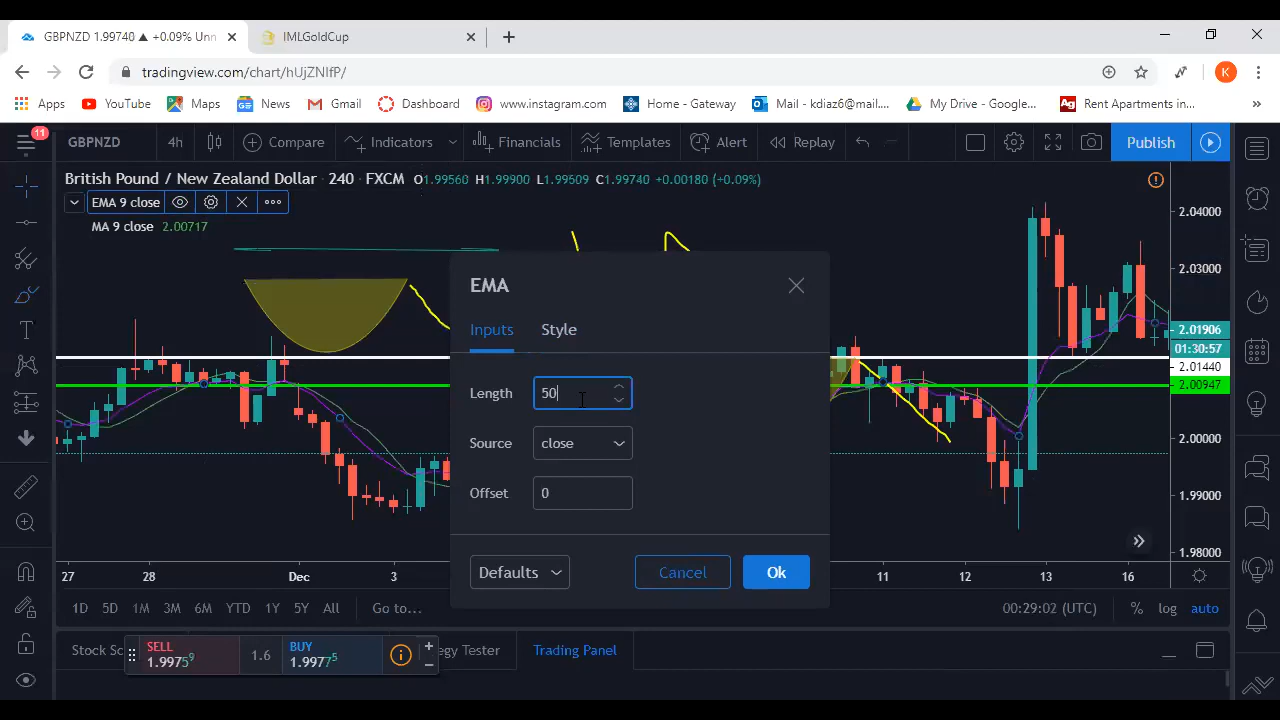 GBPNZD 1.99740 ▲ +0.09% Unn
IMLGoldCup
tradingview.com/chart/hUjZNIfP/
K
Apps YouTube Maps News Gmail Dashboard www.instagram.com Home - Gateway Mail - kdiaz6@mail.... My Drive - Google... Rent Apartments in... »
11
GBPNZD 4h Compare Indicators Financials Templates Alert Replay Publish
British Pound / New Zealand Dollar · 240 · FXCM O1.99560 H1.99900 L1.99509 C1.99740 +0.00180 (+0.09%)
EMA 9 close
MA 9 close 2.00717
EMA
Inputs Style
Length 50
Source close
Offset 0
Defaults Cancel Ok
2.04000
2.03000
2.01906
01:30:57
2.01440
2.00947
2.00000
1.99000
1.98000
27 28 Dec 3 11 12 13 16
1D 5D 1M 3M 6M YTD 1Y 5Y All Go to... 00:29:02 (UTC) % log auto
Stock Sc egy Tester Trading Panel
SELL
1.99759
1.6
BUY
1.99775